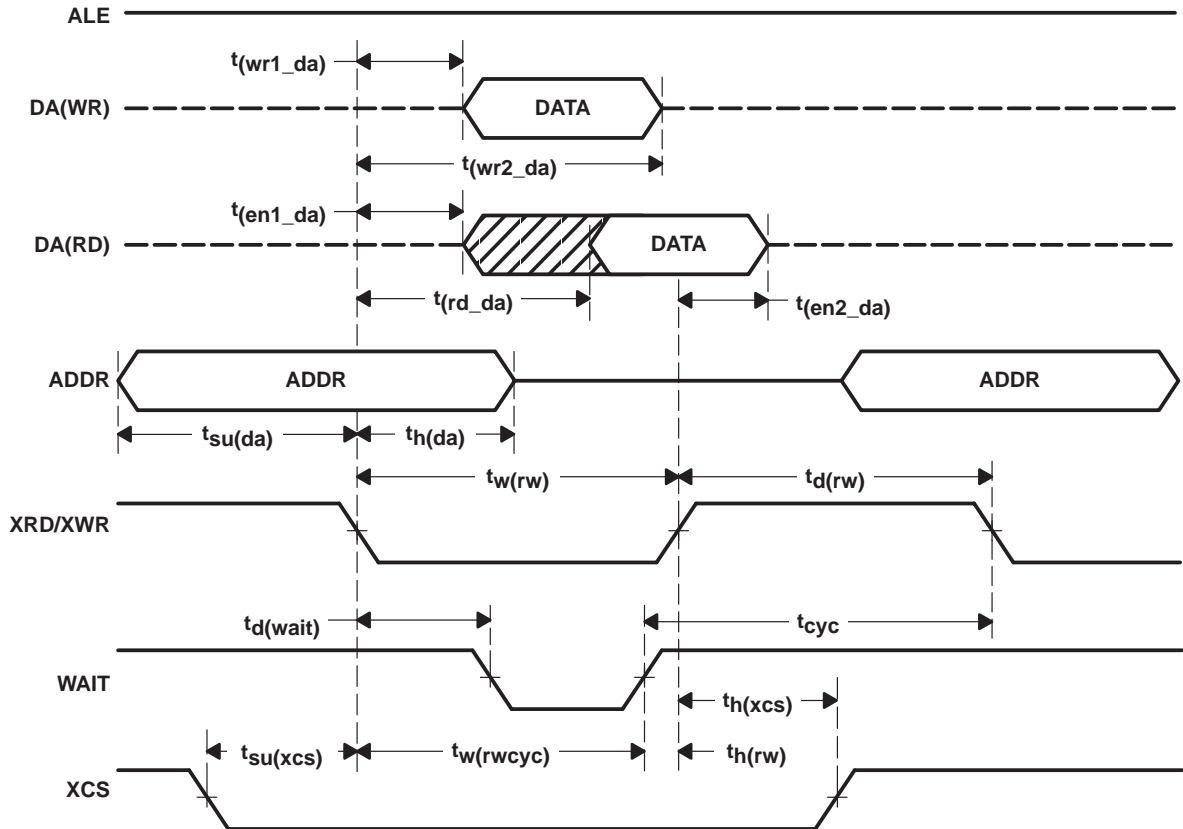 ALE
t(wr1_da)
DA(WR)
DATA
t(wr2_da)
t(en1_da)
DA(RD)
DATA
t(rd_da)
t(en2_da)
ADDR
ADDR
ADDR
tsu(da)
th(da)
tw(rw)
td(rw)
XRD/XWR
td(wait)
tcyc
WAIT
th(xcs)
tsu(xcs)
tw(rwcyc)
th(rw)
XCS